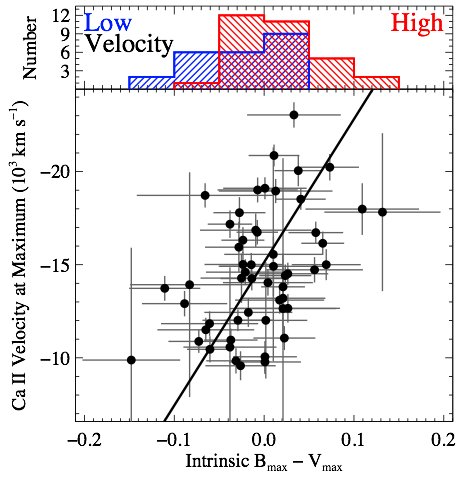 12
9
6
3
Number
Low
Velocity
High
Ca II Velocity at Maximum (10³ km s⁻¹)
−20
−15
−10
−0.2 −0.1 0.0 0.1 0.2
Intrinsic Bmax − Vmax